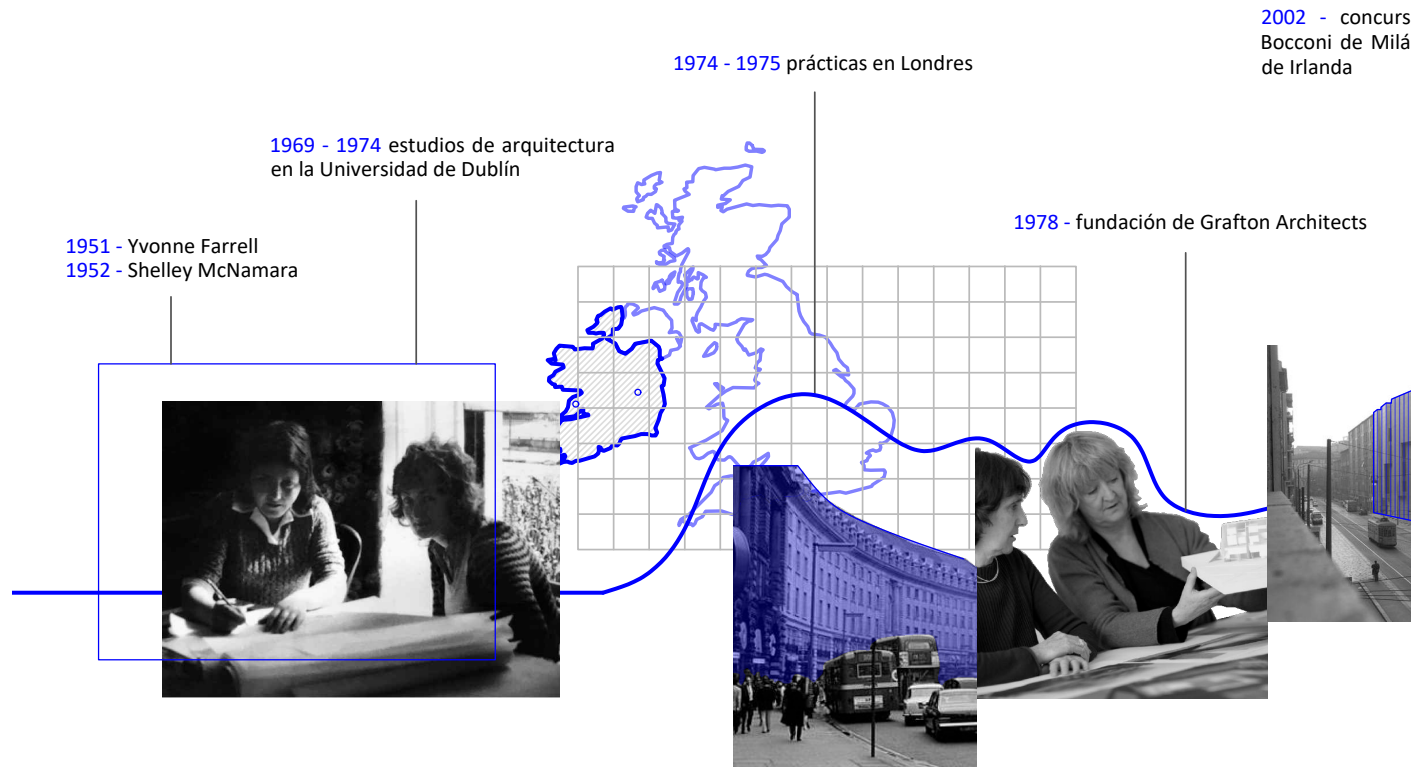 1951 - Yvonne Farrell
1952 - Shelley McNamara
1969 - 1974 estudios de arquitectura
en la Universidad de Dublín
1974 - 1975 prácticas en Londres
1978 - fundación de Grafton Architects
2002 - concurs
Bocconi de Milá
de Irlanda